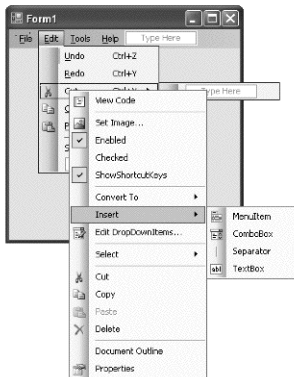 Form1
File Edit Tools Help Type Here
Undo Ctrl+Z
Redo Ctrl+Y
Type Here
View Code
Set Image...
Enabled
Checked
ShowShortcutKeys
Convert To
Insert
MenuItem
Edit DropDownItems...
ComboBox
Select
Separator
abl TextBox
Cut
Copy
Paste
Delete
Document Outline
Properties